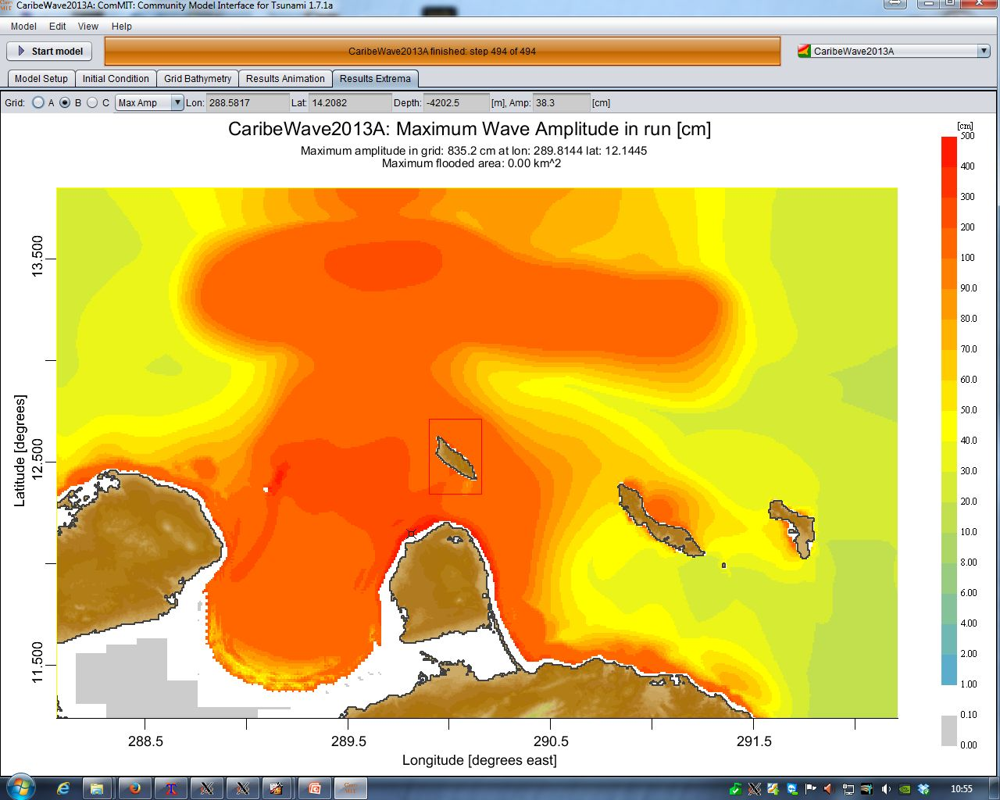 CaribeWave2013A: ComMIT: Community Model Interface for Tsunami 1.7.1a
Model Edit View Help
Start model
CaribeWave2013A finished: step 494 of 494
CaribeWave2013A
Model Setup Initial Condition Grid Bathymetry Results Animation Results Extrema
Grid: A B C Max Amp Lon: 288.5817 Lat: 14.2082 Depth: -4202.5 [m], Amp: 38.3 [cm]
CaribeWave2013A: Maximum Wave Amplitude in run [cm]
Maximum amplitude in grid: 835.2 cm at lon: 289.8144 lat: 12.1445
Maximum flooded area: 0.00 km^2
[cm]
500
400
300
200
100
90.0
80.0
70.0
60.0
50.0
40.0
30.0
20.0
10.0
8.00
6.00
4.00
2.00
1.00
0.10
0.00
13.500
12.500
11.500
Latitude [degrees]
288.5 289.5 290.5 291.5
Longitude [degrees east]
10:55